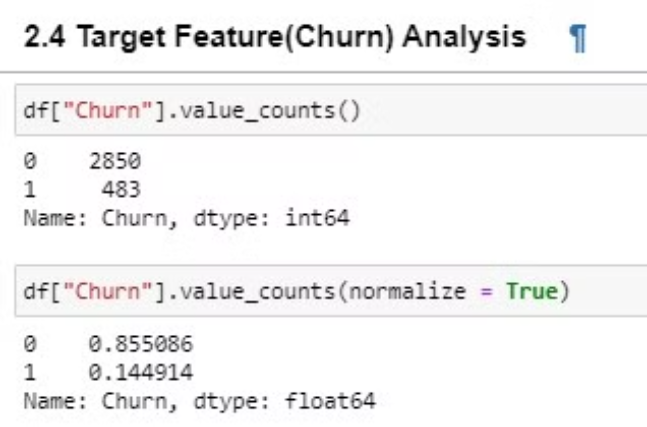 2.4 Target Feature(Churn) Analysis ¶
df["Churn"].value_counts()
0    2850
1     483
Name: Churn, dtype: int64
df["Churn"].value_counts(normalize = True)
0    0.855086
1    0.144914
Name: Churn, dtype: float64